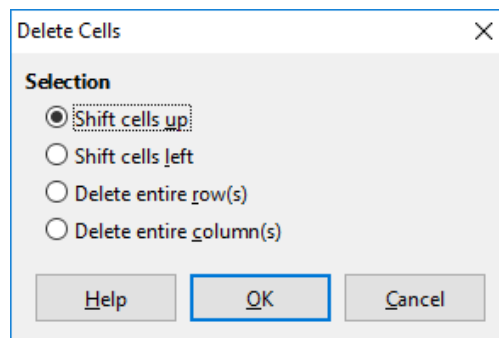 Delete Cells
Selection
Shift cells up
Shift cells left
Delete entire row(s)
Delete entire column(s)
Help OK Cancel